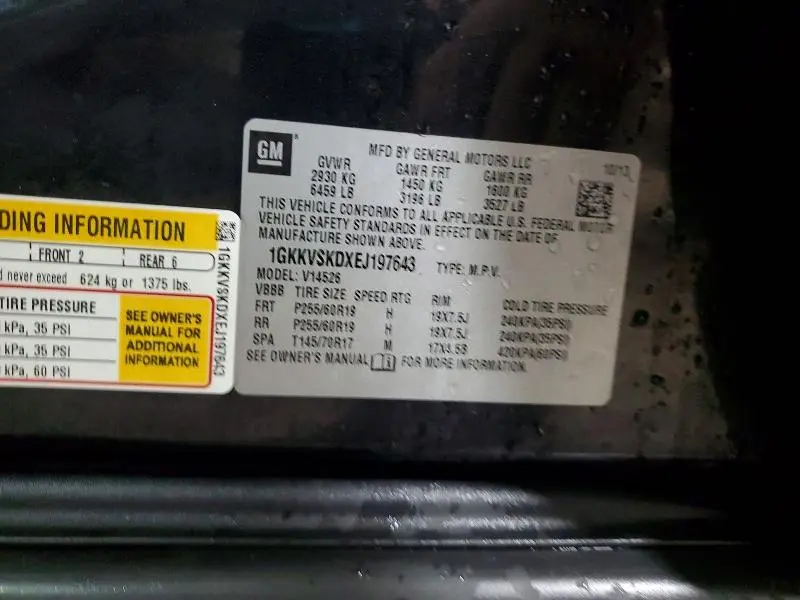 DING INFORMATION
FRONT 2 REAR 6
d never exceed 624 kg or 1375 lbs.
TIRE PRESSURE
kPa, 35 PSI
kPa, 35 PSI
kPa, 60 PSI
SEE OWNER'S
MANUAL FOR
ADDITIONAL
INFORMATION
1GKKVSKDXEJ197643
GM
MFD BY GENERAL MOTORS LLC 10/13
GVWR GAWR FRT GAWR RR
2930 KG 1450 KG 1600 KG
6459 LB 3196 LB 3527 LB
THIS VEHICLE CONFORMS TO ALL APPLICABLE U.S. FEDERAL MOTOR
VEHICLE SAFETY STANDARDS IN EFFECT ON THE DATE OF
MANUFACTURE SHOWN ABOVE.
1GKKVSKDXEJ197643 TYPE: M.P.V.
MODEL: V14526
VBBB TIRE SIZE SPEED RTG RIM COLD TIRE PRESSURE
FRT P255/60R19 H 19X7.5J 240KPA(35PSI)
RR P255/60R19 H 19X7.5J 240KPA(35PSI)
SPA T145/70R17 M 17X4.5B 420KPA(60PSI)
SEE OWNER'S MANUAL FOR MORE INFORMATION.